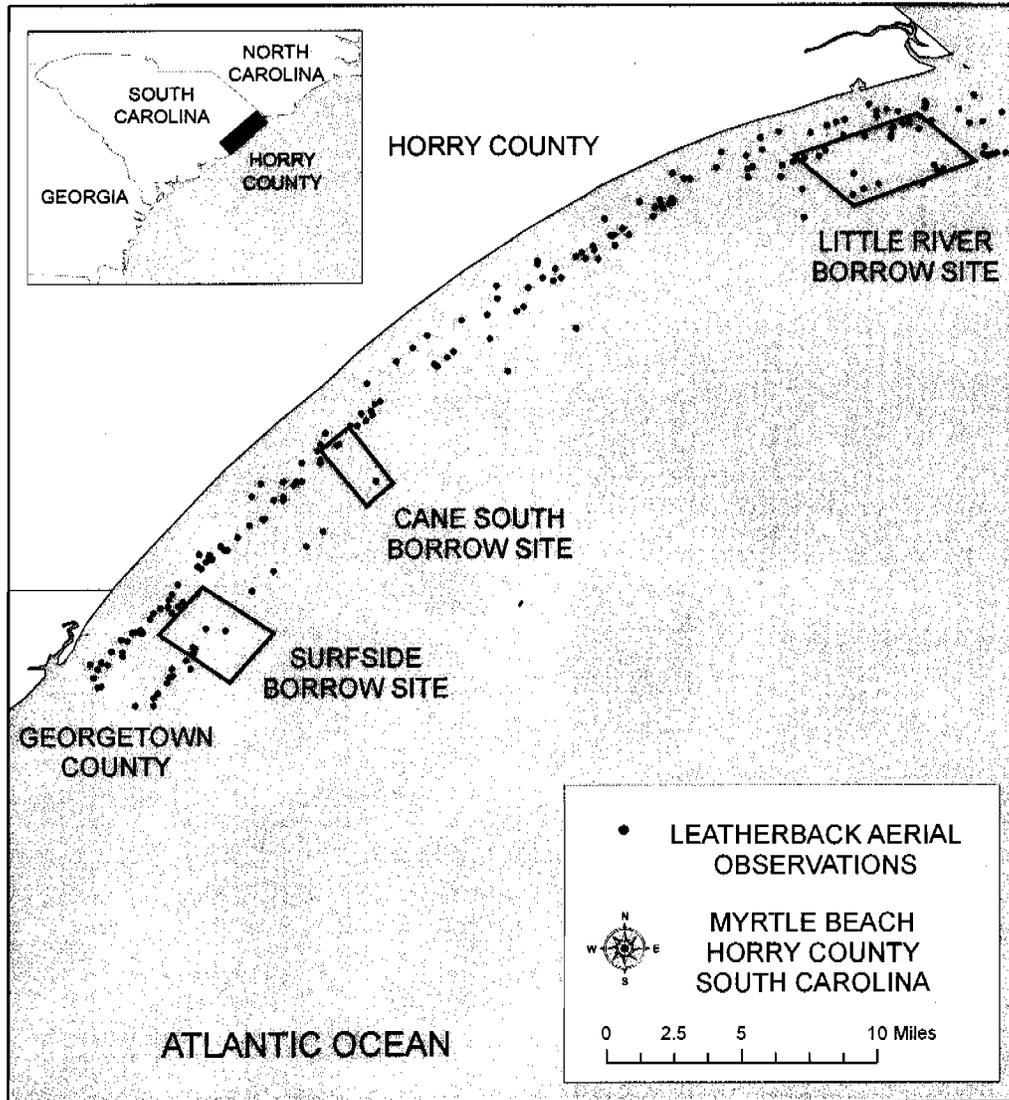 NORTH
CAROLINA
SOUTH
CAROLINA
HORRY
COUNTY
GEORGIA
HORRY COUNTY
LITTLE RIVER
BORROW SITE
CANE SOUTH
BORROW SITE
SURFSIDE
BORROW SITE
GEORGETOWN
COUNTY
ATLANTIC OCEAN
LEATHERBACK AERIAL
OBSERVATIONS
N
W E
S
MYRTLE BEACH
HORRY COUNTY
SOUTH CAROLINA
0 2.5 5 10 Miles